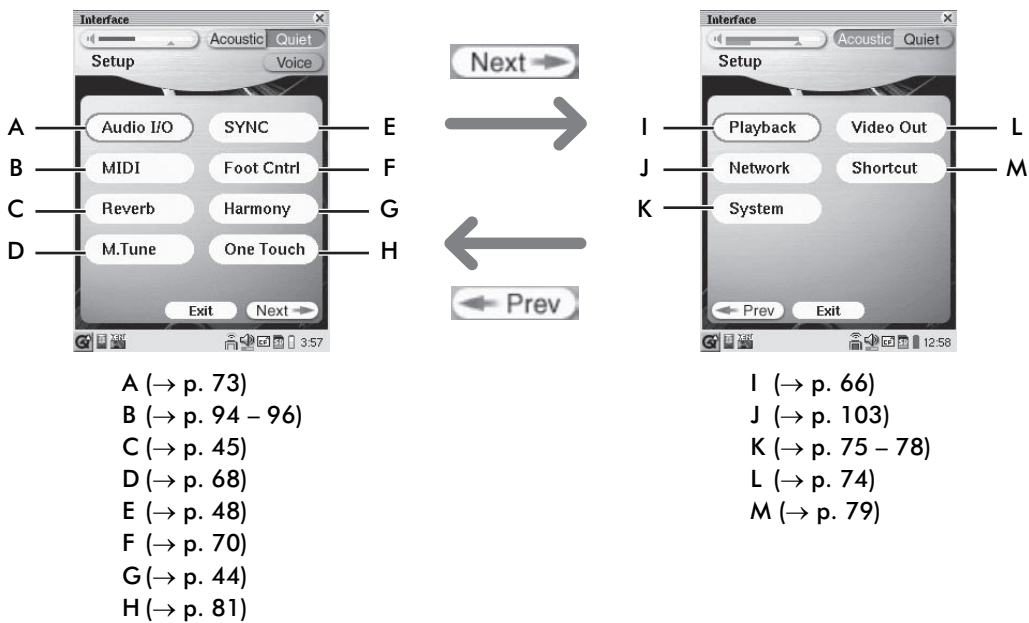 Interface
Acoustic Quiet
Setup Voice
A Audio I/O SYNC E
B MIDI Foot Cntrl F
C Reverb Harmony G
D M.Tune One Touch H
Exit Next
3:57
Next
Prev
Interface
Acoustic Quiet
Setup
I Playback Video Out L
J Network Shortcut M
K System
Prev Exit
12:58
A (→ p. 73)
B (→ p. 94 – 96)
C (→ p. 45)
D (→ p. 68)
E (→ p. 48)
F (→ p. 70)
G (→ p. 44)
H (→ p. 81)
I (→ p. 66)
J (→ p. 103)
K (→ p. 75 – 78)
L (→ p. 74)
M (→ p. 79)